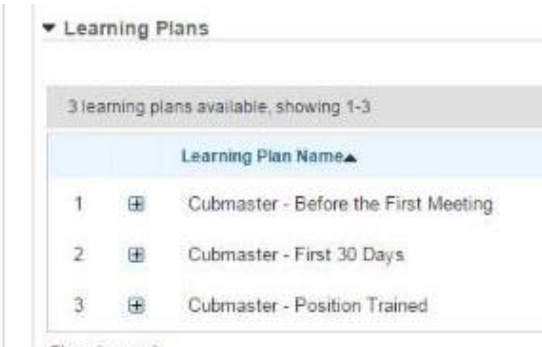 Learning Plans
3 learning plans available, showing 1-3
Learning Plan Name
1 Cubmaster - Before the First Meeting
2 Cubmaster - First 30 Days
3 Cubmaster - Position Trained